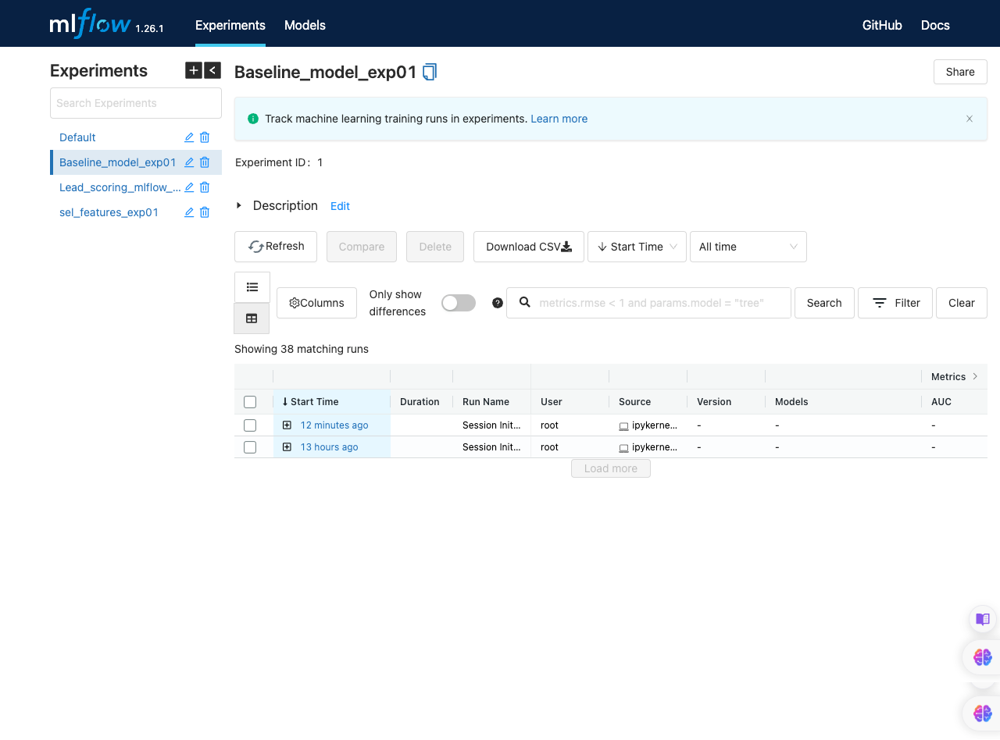 mlflow 1.26.1 Experiments Models GitHub Docs
Experiments
Search Experiments
Default
Baseline_model_exp01
Lead_scoring_mlflow_...
sel_features_exp01
Baseline_model_exp01 Share
Track machine learning training runs in experiments. Learn more
Experiment ID: 1
Description Edit
Refresh Compare Delete Download CSV Start Time All time
Columns Only show differences metrics.rmse < 1 and params.model = "tree" Search Filter Clear
Showing 38 matching runs
Metrics
Start Time Duration Run Name User Source Version Models AUC
12 minutes ago Session Init... root ipykerne... - - -
13 hours ago Session Init... root ipykerne... - - -
Load more